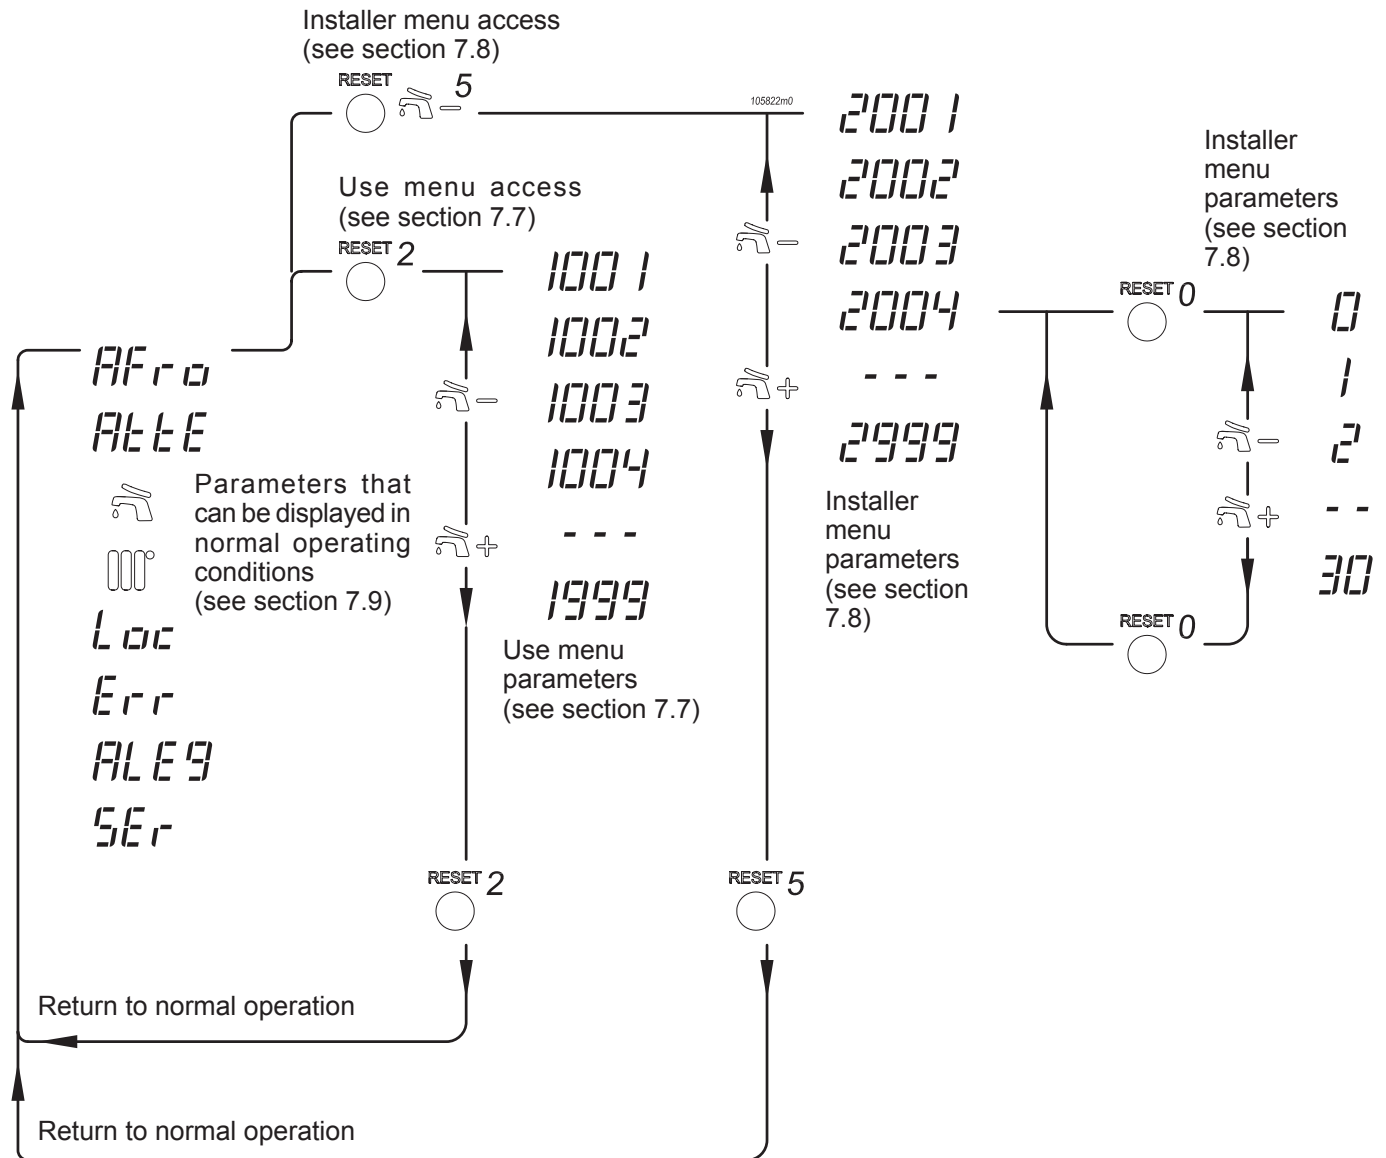 Installer menu access
(see section 7.8)
RESET 5
105822m0
Use menu access
(see section 7.7)
RESET 2
AFro
AttE
Parameters that
can be displayed in
normal operating
conditions
(see section 7.9)
Loc
Err
ALE9
SEr
1001
1002
1003
1004
- - -
1999
Use menu
parameters
(see section 7.7)
2001
2002
2003
2004
- - -
2999
Installer
menu
parameters
(see section
7.8)
Installer
menu
parameters
(see section
7.8)
RESET 0
0
1
2
- -
30
RESET 0
RESET 2
RESET 5
Return to normal operation
Return to normal operation